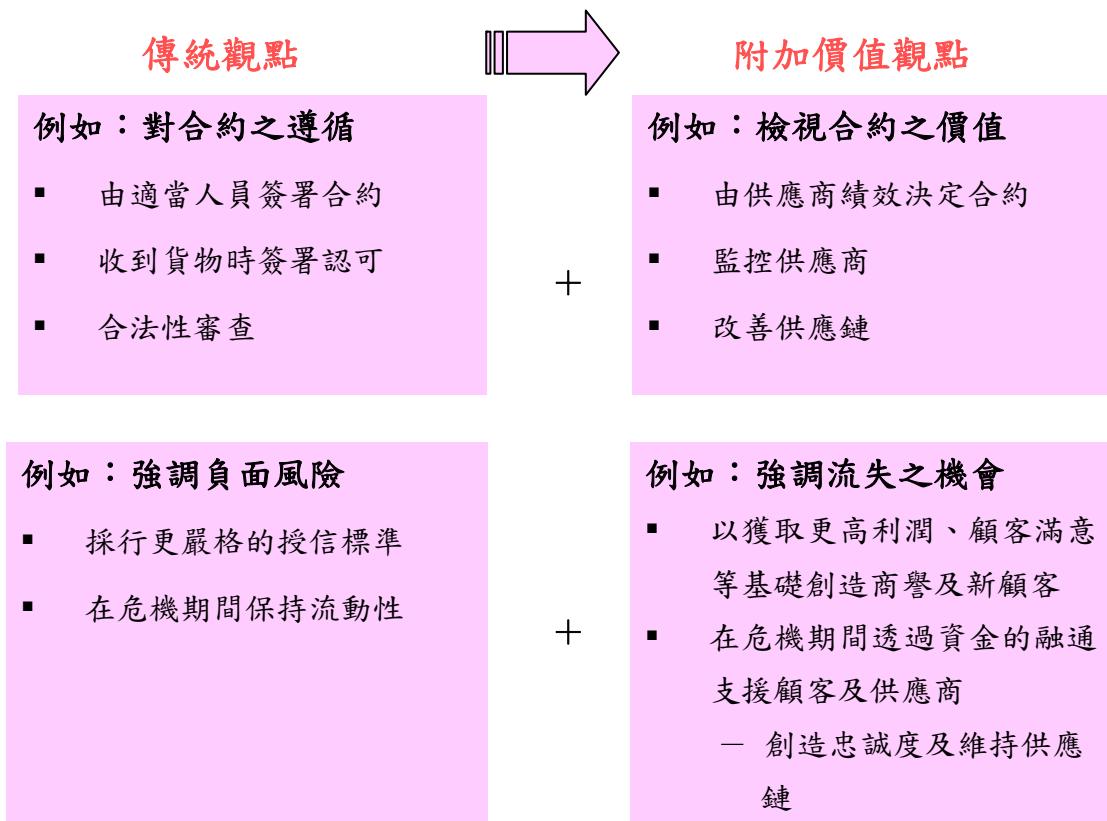 傳統觀點
附加價值觀點
例如：對合約之遵循
▪ 由適當人員簽署合約
▪ 收到貨物時簽署認可
▪ 合法性審查
＋
例如：檢視合約之價值
▪ 由供應商績效決定合約
▪ 監控供應商
▪ 改善供應鏈
例如：強調負面風險
▪ 採行更嚴格的授信標準
▪ 在危機期間保持流動性
＋
例如：強調流失之機會
▪ 以獲取更高利潤、顧客滿意
等基礎創造商譽及新顧客
▪ 在危機期間透過資金的融通
支援顧客及供應商
－ 創造忠誠度及維持供應
鏈